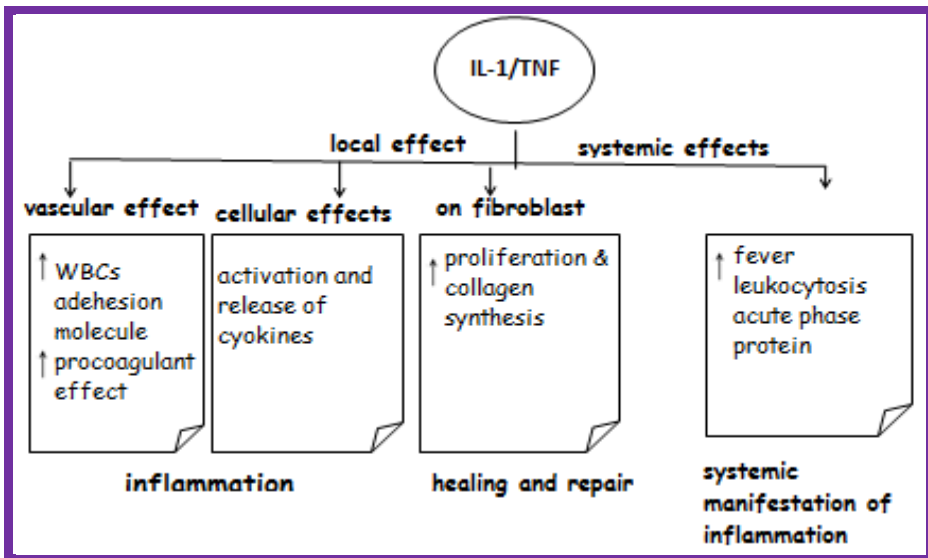 IL-1/TNF
local effect
systemic effects
vascular effect
cellular effects
on fibroblast
↑ WBCs
adehesion
molecule
↑ procoagulant
effect
activation and
release of
cyokines
↑ proliferation &
collagen
synthesis
↑ fever
leukocytosis
acute phase
protein
inflammation
healing and repair
systemic
manifestation of
inflammation